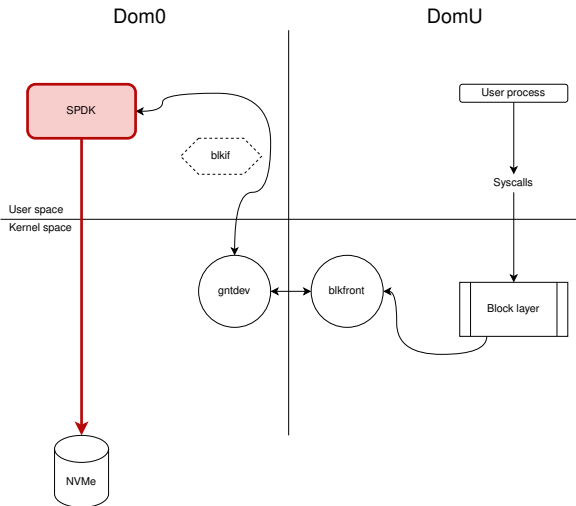 Dom0
DomU
SPDK
User process
blkif
Syscalls
User space
Kernel space
gntdev
blkfront
Block layer
NVMe